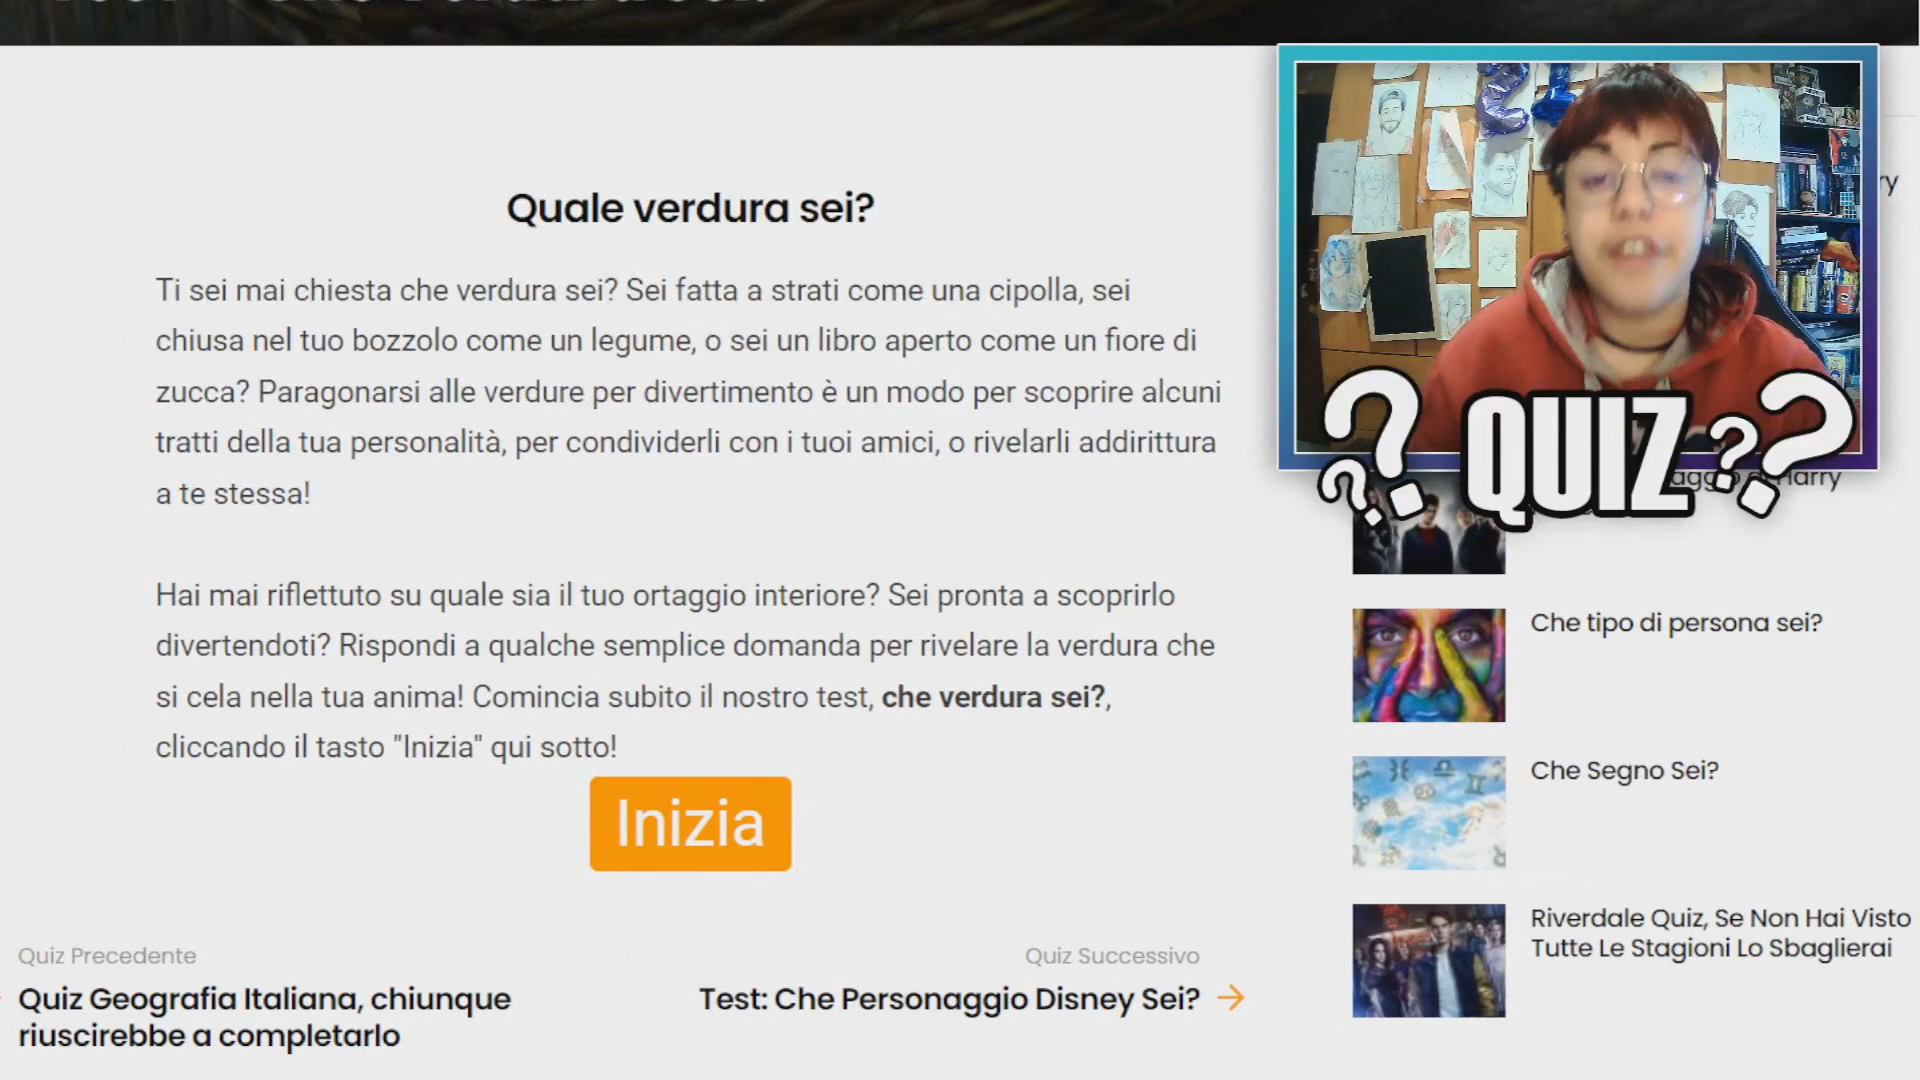 Quale verdura sei?
Ti sei mai chiesta che verdura sei? Sei fatta a strati come una cipolla, sei
chiusa nel tuo bozzolo come un legume, o sei un libro aperto come un fiore di
zucca? Paragonarsi alle verdure per divertimento è un modo per scoprire alcuni
tratti della tua personalità, per condividerli con i tuoi amici, o rivelarli addirittura
a te stessa!
Hai mai riflettuto su quale sia il tuo ortaggio interiore? Sei pronta a scoprirlo
divertendoti? Rispondi a qualche semplice domanda per rivelare la verdura che
si cela nella tua anima! Comincia subito il nostro test, che verdura sei?,
cliccando il tasto "Inizia" qui sotto!
Inizia
Quiz Precedente
Quiz Geografia Italiana, chiunque
riuscirebbe a completarlo
Quiz Successivo
Test: Che Personaggio Disney Sei? →
?? QUIZ ??
Harry
Che tipo di persona sei?
Che Segno Sei?
Riverdale Quiz, Se Non Hai Visto
Tutte Le Stagioni Lo Sbaglierai